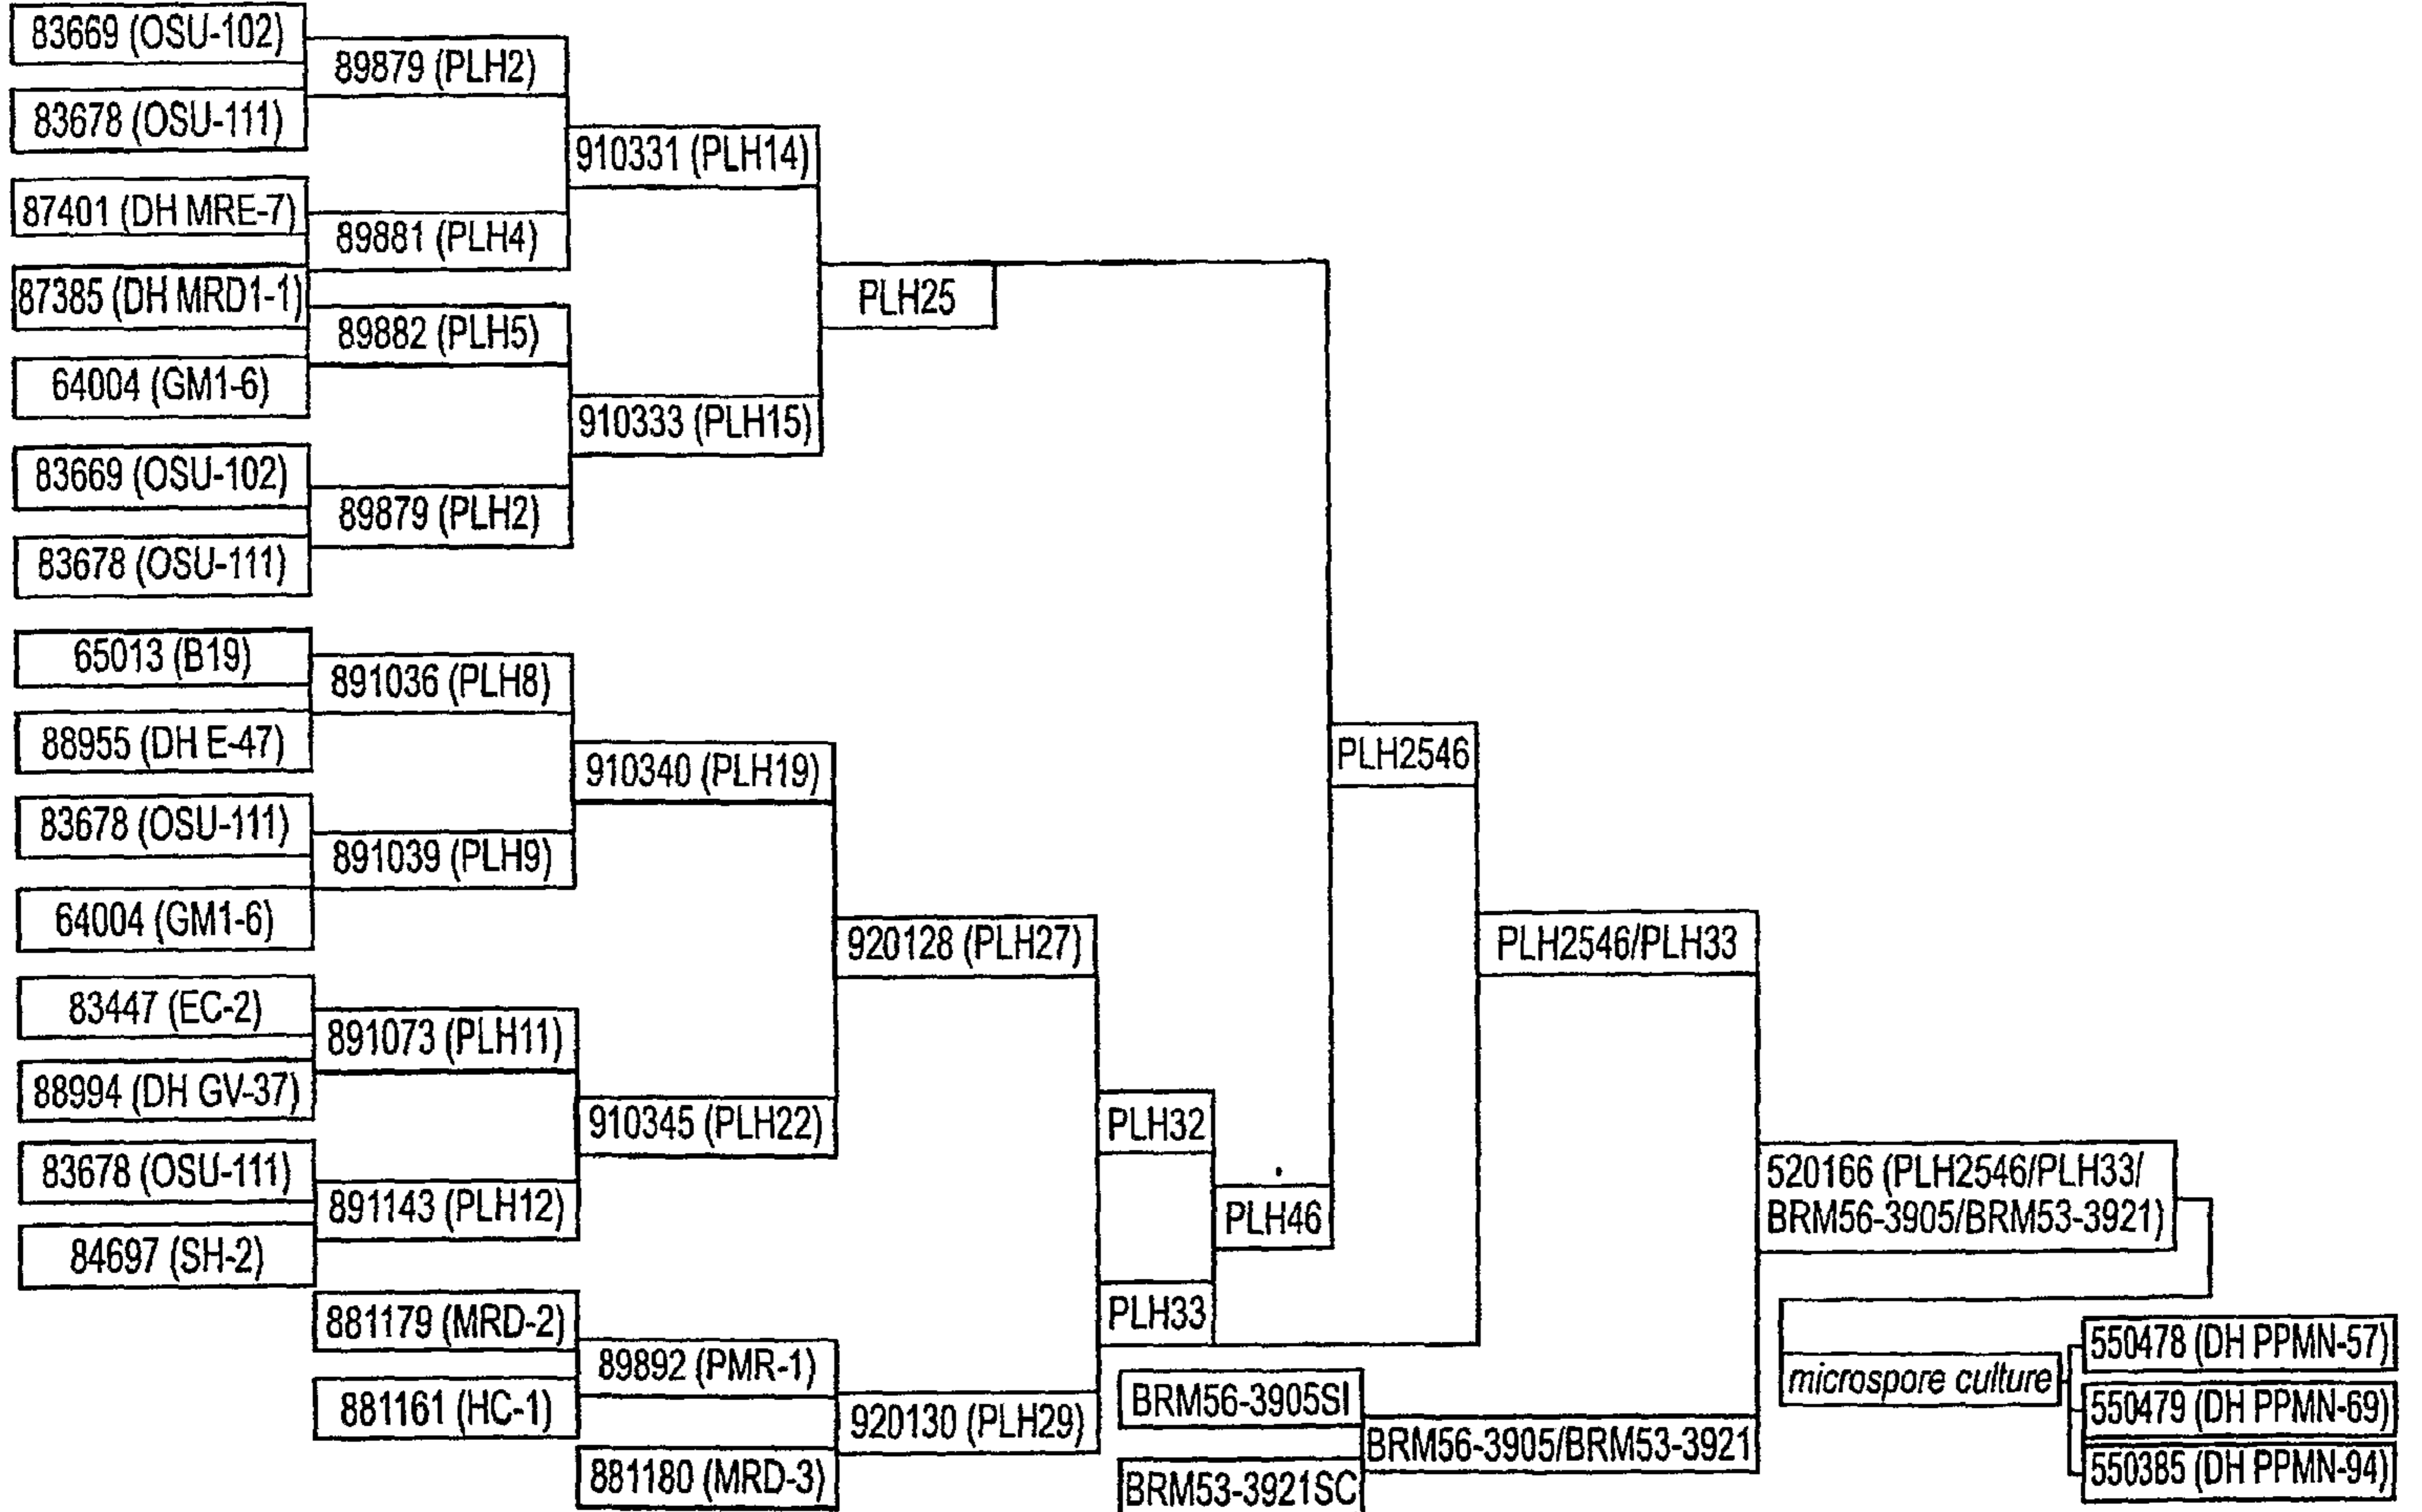 83669 (OSU-102)
83678 (OSU-111)
87401 (DH MRE-7)
87385 (DH MRD1-1)
64004 (GM1-6)
83669 (OSU-102)
83678 (OSU-111)
65013 (B19)
88955 (DH E-47)
83678 (OSU-111)
64004 (GM1-6)
83447 (EC-2)
88994 (DH GV-37)
83678 (OSU-111)
84697 (SH-2)
89879 (PLH2)
89881 (PLH4)
89882 (PLH5)
89879 (PLH2)
891036 (PLH8)
891039 (PLH9)
891073 (PLH11)
891143 (PLH12)
881179 (MRD-2)
881161 (HC-1)
910331 (PLH14)
910333 (PLH15)
910340 (PLH19)
910345 (PLH22)
89892 (PMR-1)
881180 (MRD-3)
PLH25
920128 (PLH27)
920130 (PLH29)
PLH32
PLH33
BRM56-3905SI
BRM53-3921SC
PLH46
PLH2546
BRM56-3905/BRM53-3921
PLH2546/PLH33
520166 (PLH2546/PLH33/
BRM56-3905/BRM53-3921)
microspore culture
550478 (DH PPMN-57)
550479 (DH PPMN-69)
550385 (DH PPMN-94)